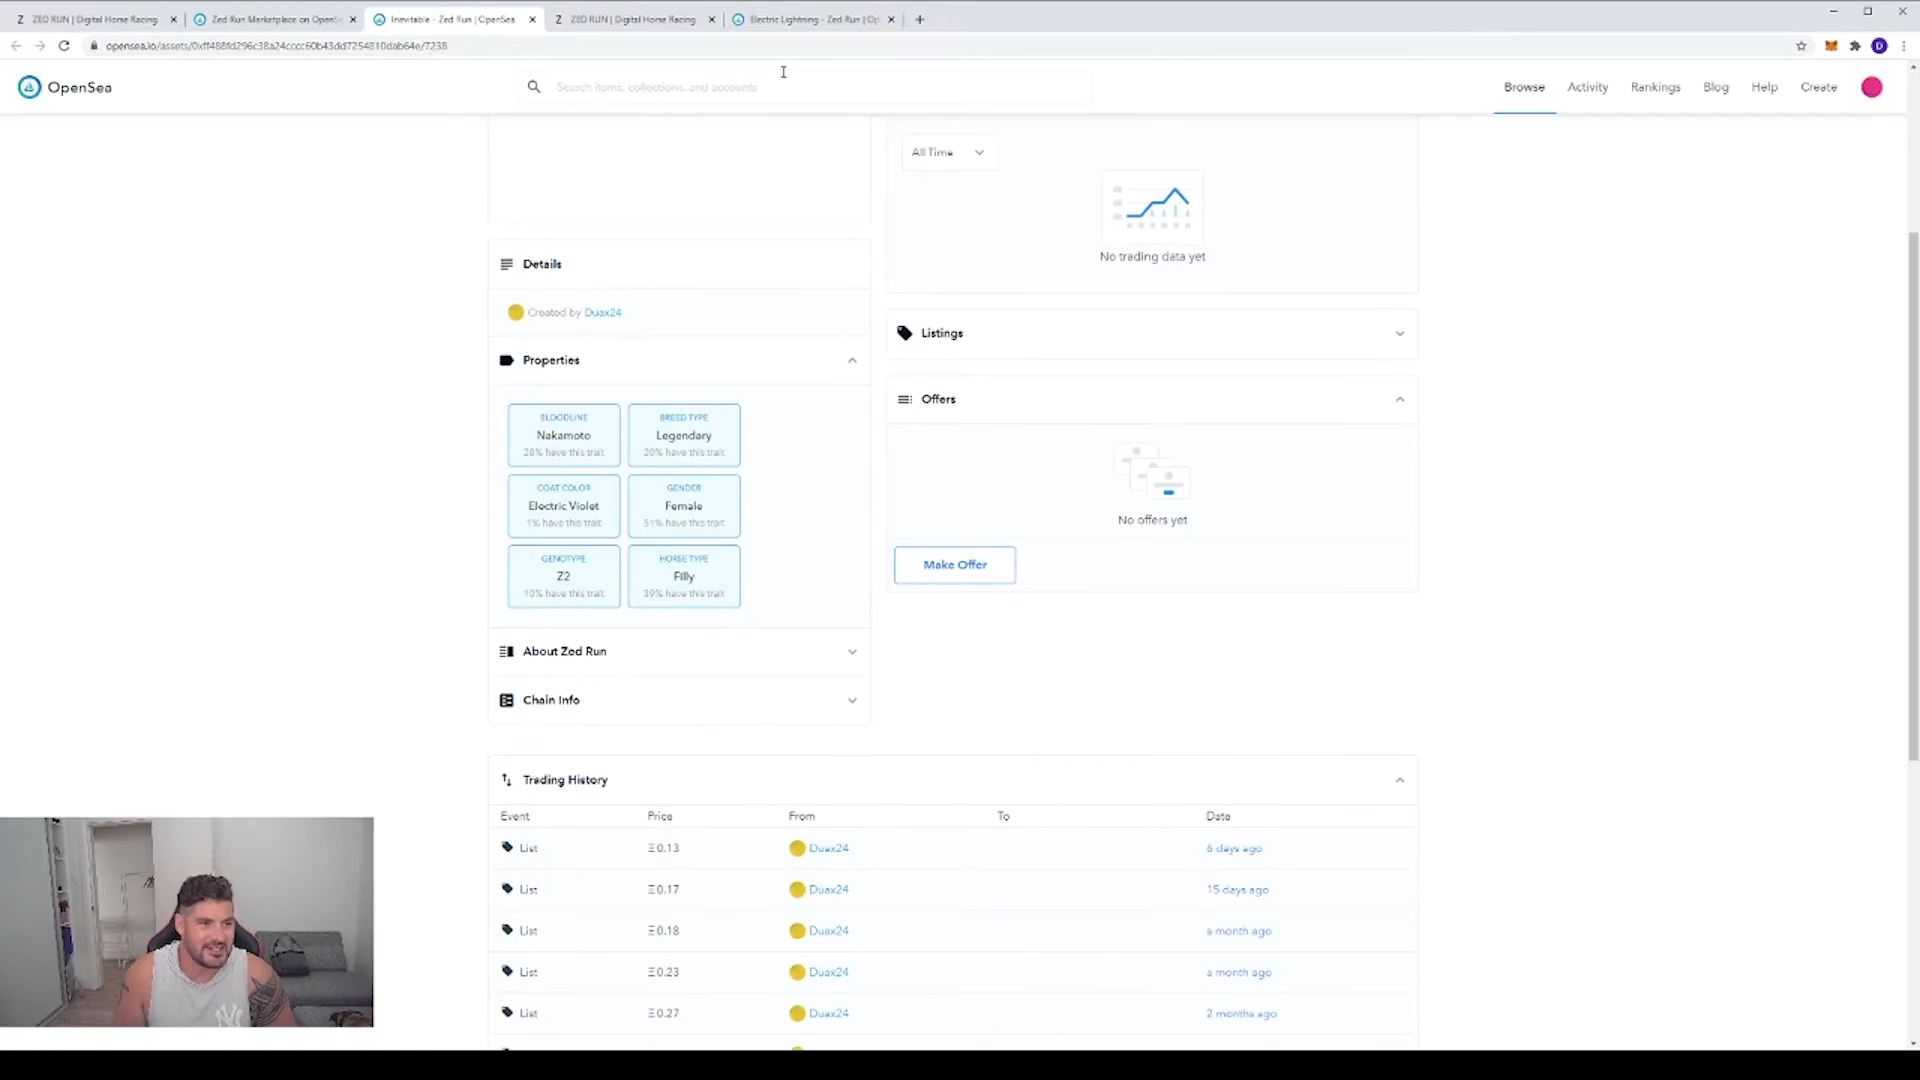 ZED RUN | Digital Horse Racing
Zed Run Marketplace on OpenS
Inevitable - Zed Run | OpenSea
ZED RUN | Digital Horse Racing
Electric Lightning - Zed Run | Op
opensea.io/assets/0xff488fd296c38a24cccc60b43dd7254810dab64e/7238
OpenSea
Search items, collections, and accounts
Browse
Activity
Rankings
Blog
Help
Create
All Time
No trading data yet
Details
Created by Duax24
Properties
BLOODLINE
Nakamoto
28% have this trait
BREED TYPE
Legendary
20% have this trait
COAT COLOR
Electric Violet
1% have this trait
GENDER
Female
51% have this trait
GENOTYPE
Z2
10% have this trait
HORSE TYPE
Filly
39% have this trait
About Zed Run
Chain Info
Listings
Offers
No offers yet
Make Offer
Trading History
Event Price From To Date
List Ξ0.13 Duax24 6 days ago
List Ξ0.17 Duax24 15 days ago
List Ξ0.18 Duax24 a month ago
List Ξ0.23 Duax24 a month ago
List Ξ0.27 Duax24 2 months ago